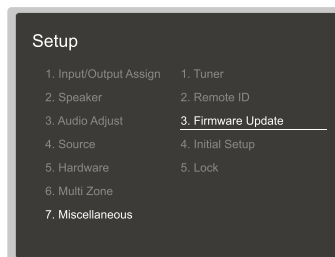 Setup
1. Input/Output Assign
2. Speaker
3. Audio Adjust
4. Source
5. Hardware
6. Multi Zone
7. Miscellaneous
1. Tuner
2. Remote ID
3. Firmware Update
4. Initial Setup
5. Lock